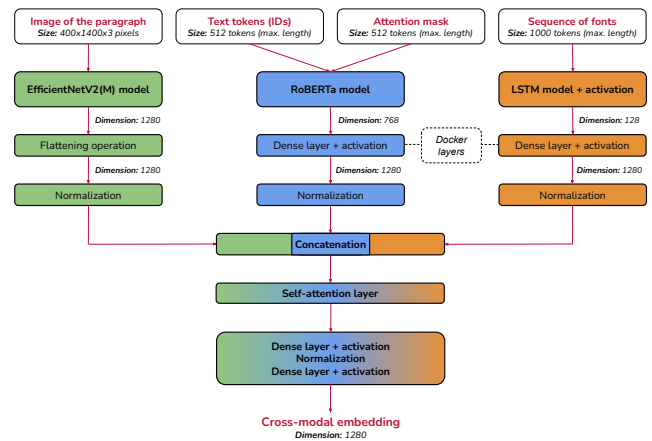 Image of the paragraph
Size: 400x1400x3 pixels
Text tokens (IDs)
Size: 512 tokens (max. length)
Attention mask
Size: 512 tokens (max. length)
Sequence of fonts
Size: 1000 tokens (max. length)
EfficientNetV2(M) model
RoBERTa model
LSTM model + activation
Dimension: 1280
Dimension: 768
Dimension: 128
Flattening operation
Dense layer + activation
Docker
layers
Dense layer + activation
Dimension: 1280
Dimension: 1280
Dimension: 1280
Normalization
Normalization
Normalization
Concatenation
Self-attention layer
Dense layer + activation
Normalization
Dense layer + activation
Cross-modal embedding
Dimension: 1280